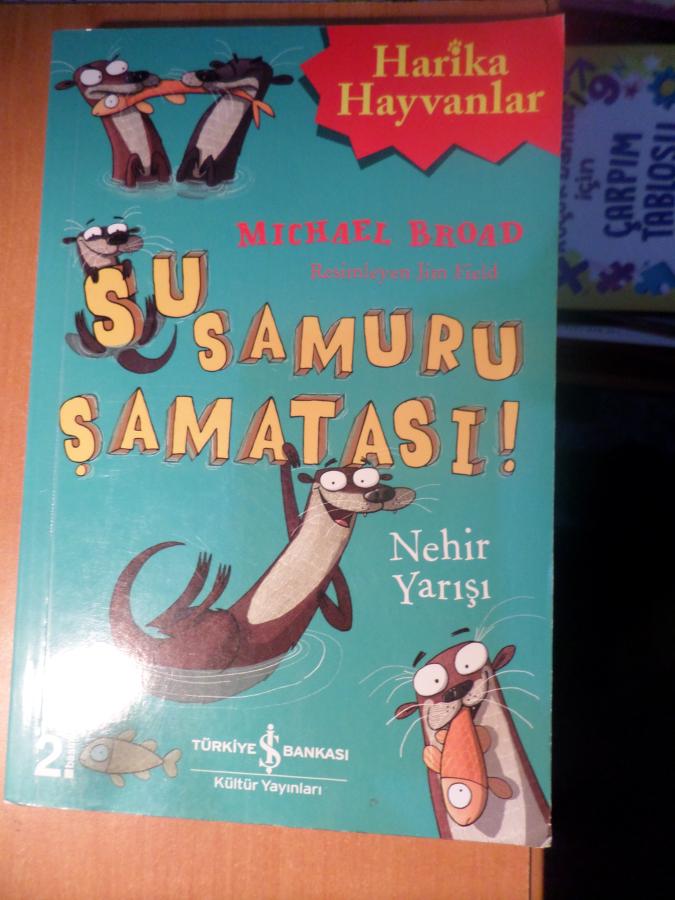 Harika
Hayvanlar
MICHAEL BROAD
Resimleyen Jim Field
SU
SAMURU
ŞAMATASI!
Nehir
Yarışı
2.
basım
TÜRKİYE İŞ BANKASI
Kültür Yayınları
için
ÇARPIM
TABLOSU